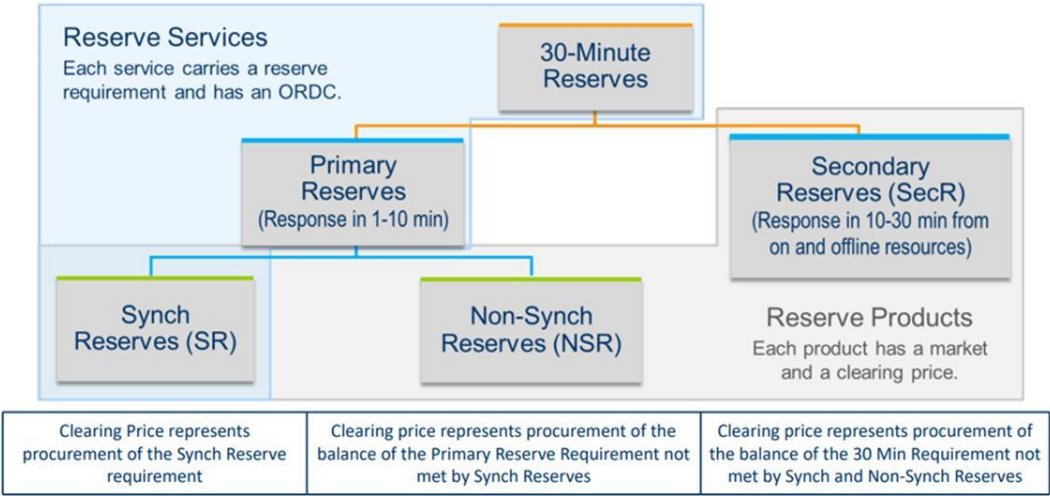 Reserve Services
Each service carries a reserve
requirement and has an ORDC.
30-Minute
Reserves
Primary
Reserves
(Response in 1-10 min)
Secondary
Reserves (SecR)
(Response in 10-30 min from
on and offline resources)
Synch
Reserves (SR)
Non-Synch
Reserves (NSR)
Reserve Products
Each product has a market
and a clearing price.
Clearing Price represents
procurement of the Synch Reserve
requirement
Clearing price represents procurement of the
balance of the Primary Reserve Requirement not
met by Synch Reserves
Clearing price represents procurement of
the balance of the 30 Min Requirement not
met by Synch and Non-Synch Reserves